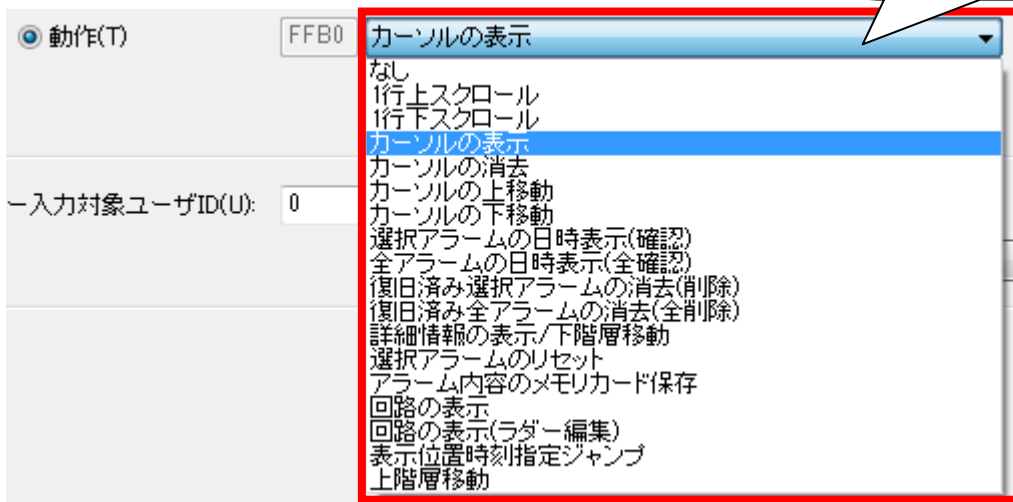 動作(T) FFB0 カーソルの表示
なし
1行上スクロール
1行下スクロール
カーソルの表示
カーソルの消去
カーソルの上移動
ー入力対象ユーザID(U): 0
カーソルの下移動
選択アラームの日時表示(確認)
全アラームの日時表示(全確認)
復旧済み選択アラームの消去(削除)
復旧済み全アラームの消去(全削除)
詳細情報の表示/下階層移動
選択アラームのリセット
アラーム内容のメモリカード保存
回路の表示
回路の表示(ラダー編集)
表示位置時刻指定ジャンプ
上階層移動